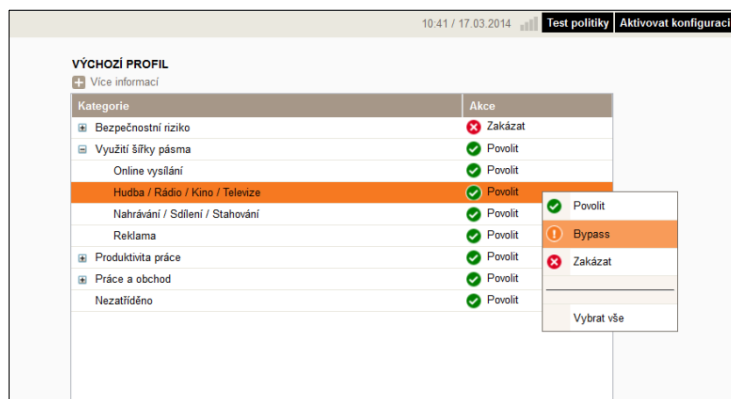 10:41 / 17.03.2014 Test politiky Aktivovat konfiguraci
VÝCHOZÍ PROFIL
Více informací
Kategorie Akce
Bezpečnostní riziko Zakázat
Využití šířky pásma Povolit
Online vysílání Povolit
Hudba / Rádio / Kino / Televize Povolit
Nahrávání / Sdílení / Stahování Povolit
Reklama Povolit
Produktivita práce Povolit
Práce a obchod Povolit
Nezatříděno Povolit
Povolit
Bypass
Zakázat
Vybrat vše